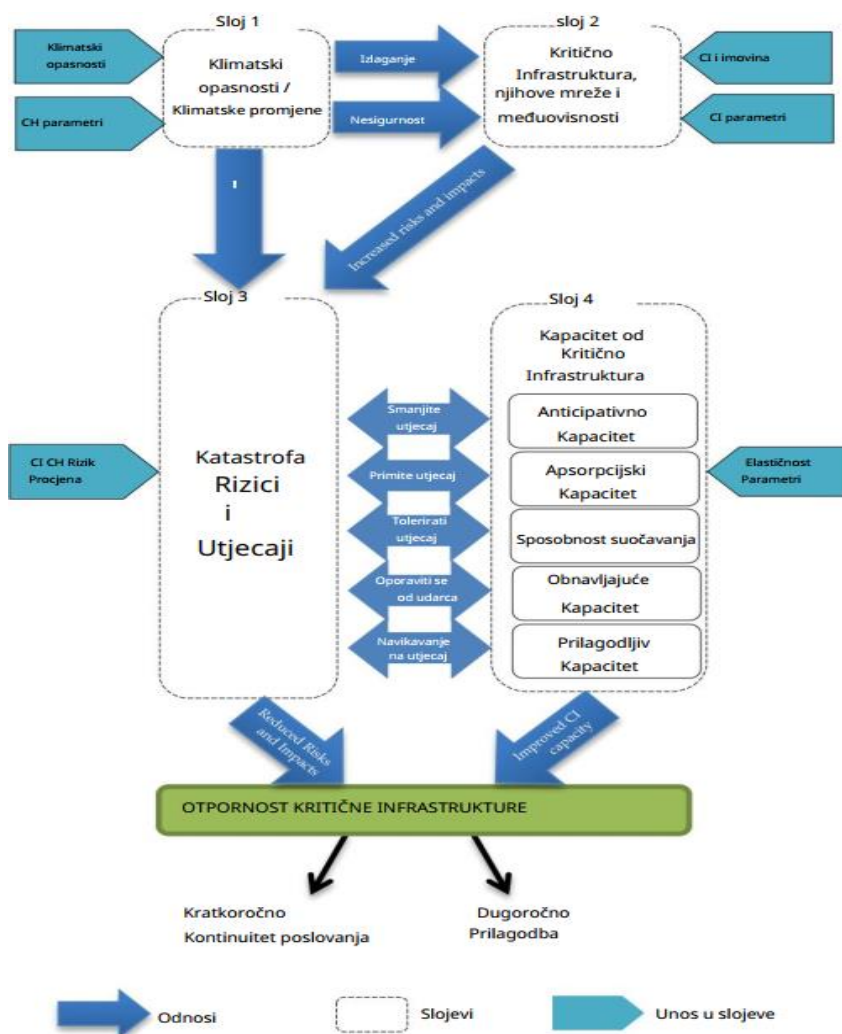 Sloj 1
sloj 2
Klimatski
opasnosti
CH parametri
Klimatski
opasnosti /
Klimatske promjene
Izlaganje
Nesigurnost
Kritično
Infrastruktura,
njihove mreže i
međuovisnosti
CI i imovina
CI parametri
Increased risks and impacts
Sloj 3
Sloj 4
CI CH Rizik
Procjena
Katastrofa
Rizici
i
Utjecaji
Smanjite
utjecaj
Primite utjecaj
Tolerirati
utjecaj
Oporaviti se
od udarca
Navikavanje
na utjecaj
Kapacitet od
Kritično
Infrastruktura
Anticipativno
Kapacitet
Apsorpcijski
Kapacitet
Sposobnost suočavanja
Obnavljajuće
Kapacitet
Prilagodljiv
Kapacitet
Elastičnost
Parametri
Reduced Risks
and Impacts
Improved CI
capacity
OTPORNOST KRITIČNE INFRASTRUKTURE
Kratkoročno
Kontinuitet poslovanja
Dugoročno
Prilagodba
Odnosi
Slojevi
Unos u slojeve